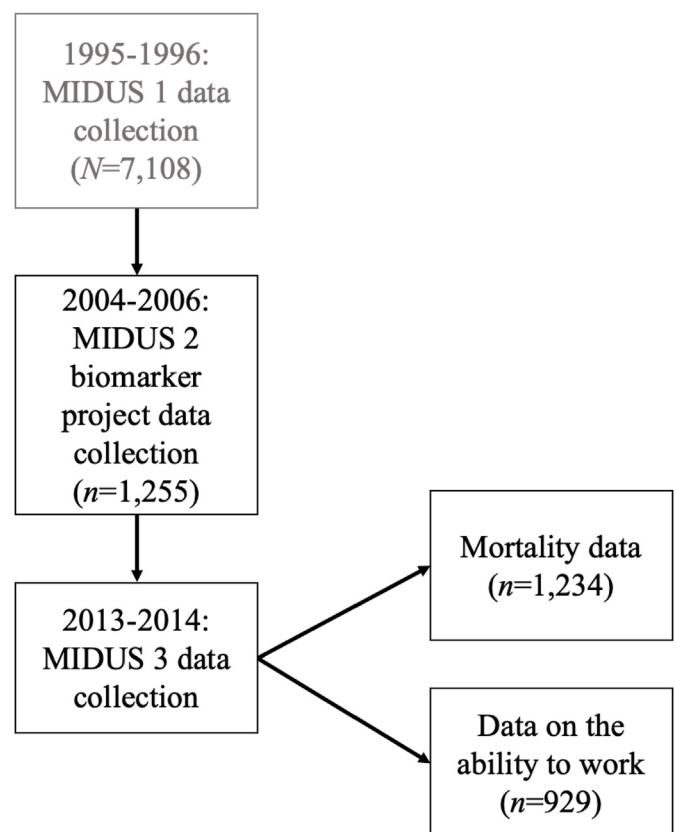 1995-1996:
MIDUS 1 data
collection
(N=7,108)
2004-2006:
MIDUS 2
biomarker
project data
collection
(n=1,255)
2013-2014:
MIDUS 3 data
collection
Mortality data
(n=1,234)
Data on the
ability to work
(n=929)